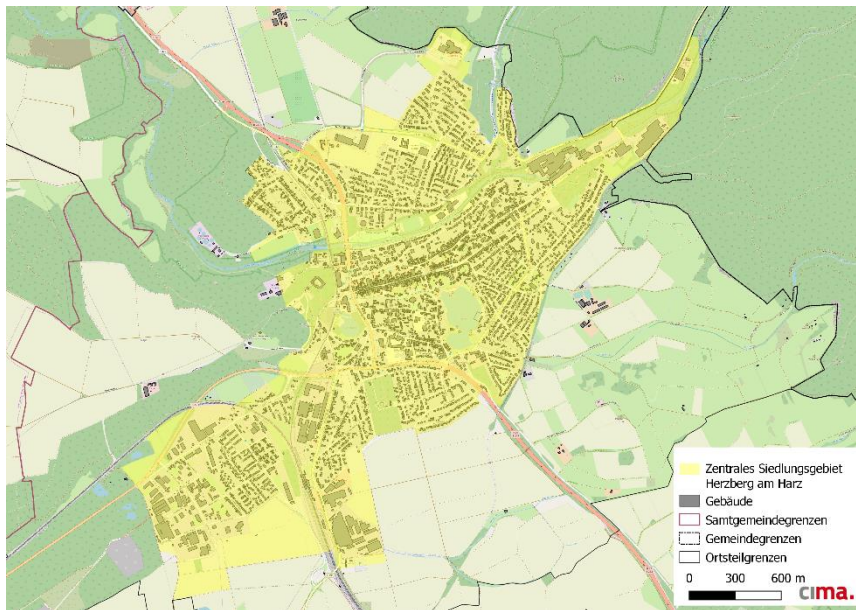 Zentrales Siedlungsgebiet
Herzberg am Harz
Gebäude
Samtgemeindegrenzen
Gemeindegrenzen
Ortsteilgrenzen
0 300 600 m
cima.